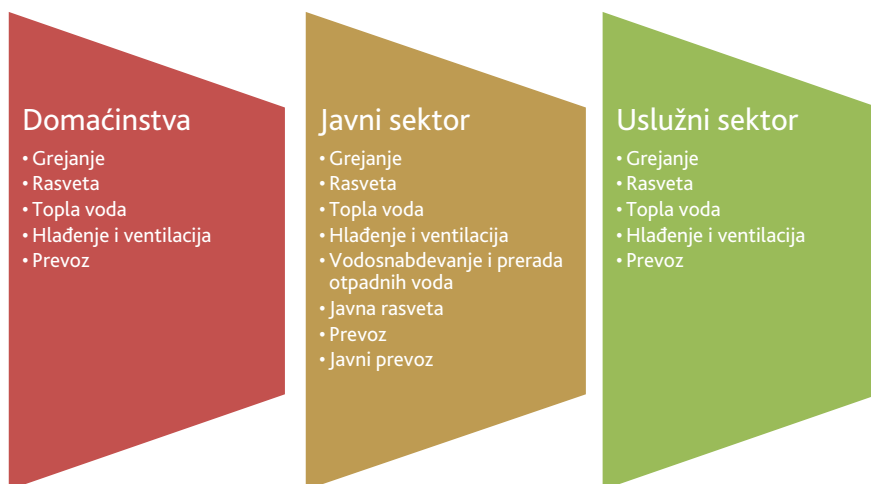 Domaćinstva
• Grejanje
• Rasveta
• Topla voda
• Hlađenje i ventilacija
• Prevoz
Javni sektor
• Grejanje
• Rasveta
• Topla voda
• Hlađenje i ventilacija
• Vodosnabdevanje i prerada
otpadnih voda
• Javna rasveta
• Prevoz
• Javni prevoz
Uslužni sektor
• Grejanje
• Rasveta
• Topla voda
• Hlađenje i ventilacija
• Prevoz